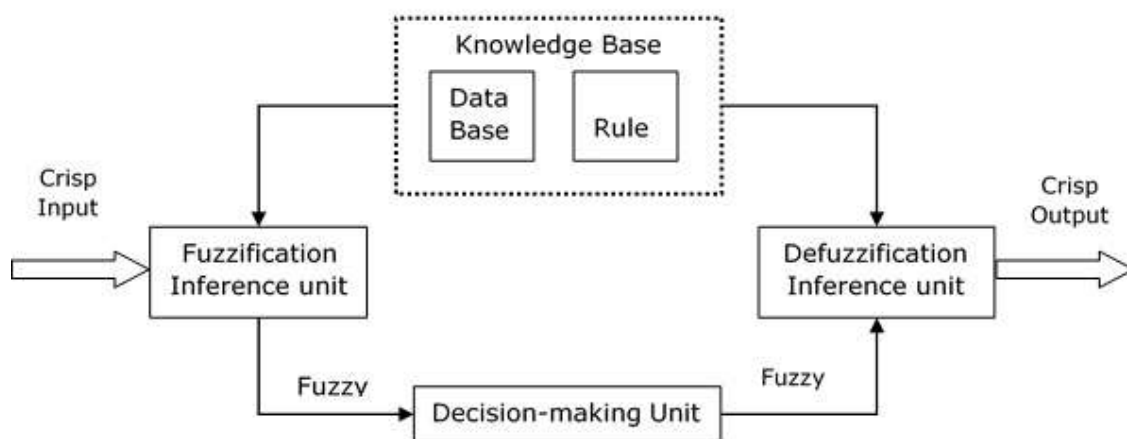 Knowledge Base
Data
Base
Rule
Crisp
Input
Crisp
Output
Fuzzification
Inference unit
Defuzzification
Inference unit
Fuzzy
Fuzzy
Decision-making Unit